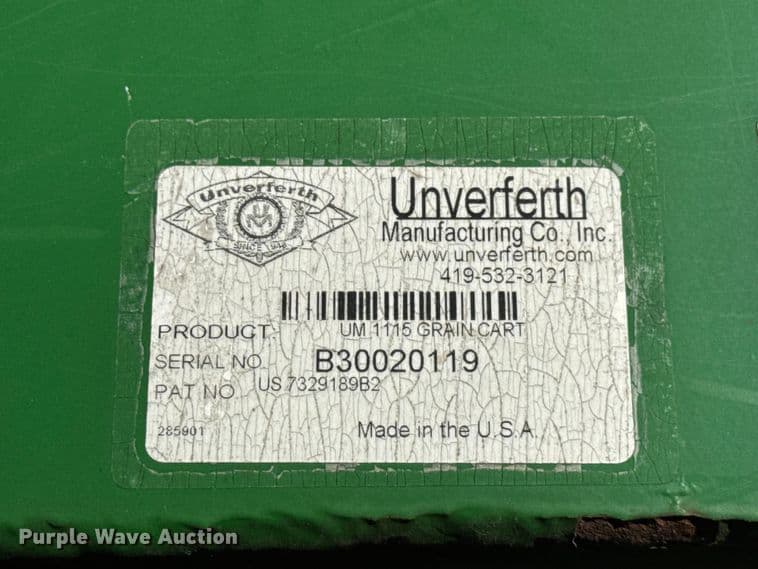 Unverferth
UM
SINCE 1948
Unverferth
Manufacturing Co., Inc.
www.unverferth.com
419-532-3121
PRODUCT: UM 1115 GRAIN CART
SERIAL NO B30020119
PAT NO US 7329189B2
285901 Made in the U.S.A.
Purple Wave Auction